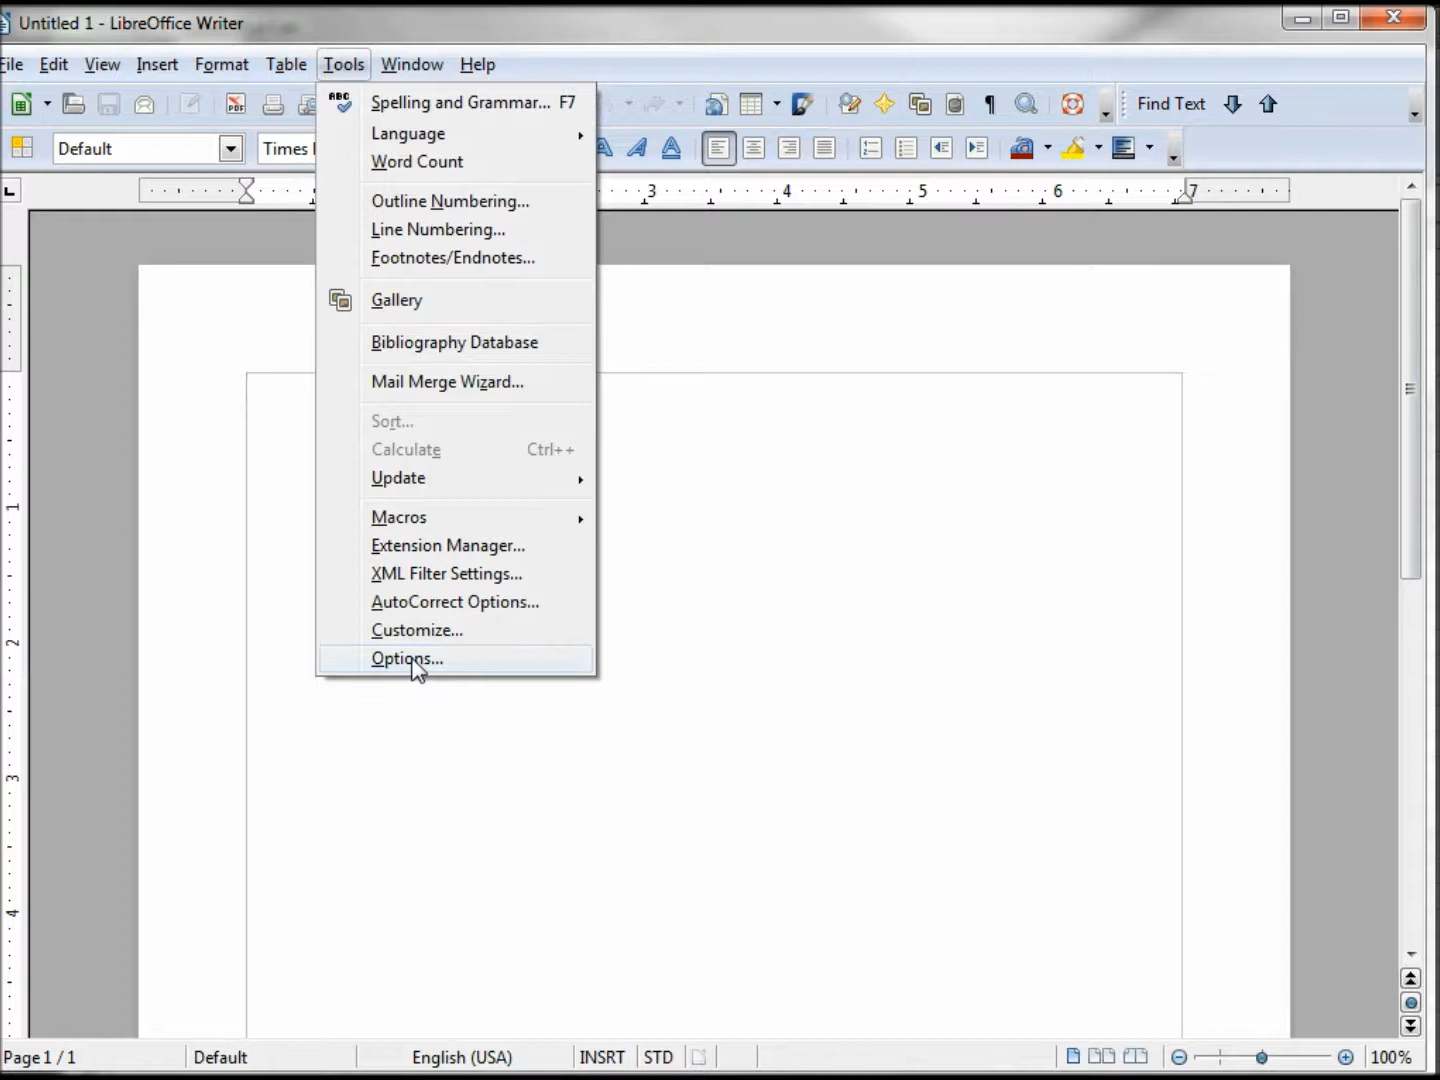 Untitled 1 - LibreOffice Writer
File Edit View Insert Format Table Tools Window Help
Find Text
Default Times
3 4 5 6 7
ABC Spelling and Grammar... F7
Language
Word Count
Outline Numbering...
Line Numbering...
Footnotes/Endnotes...
Gallery
Bibliography Database
Mail Merge Wizard...
Sort...
Calculate Ctrl++
Update
Macros
Extension Manager...
XML Filter Settings...
AutoCorrect Options...
Customize...
Options...
1
2
3
4
Page 1 / 1 Default English (USA) INSRT STD 100%